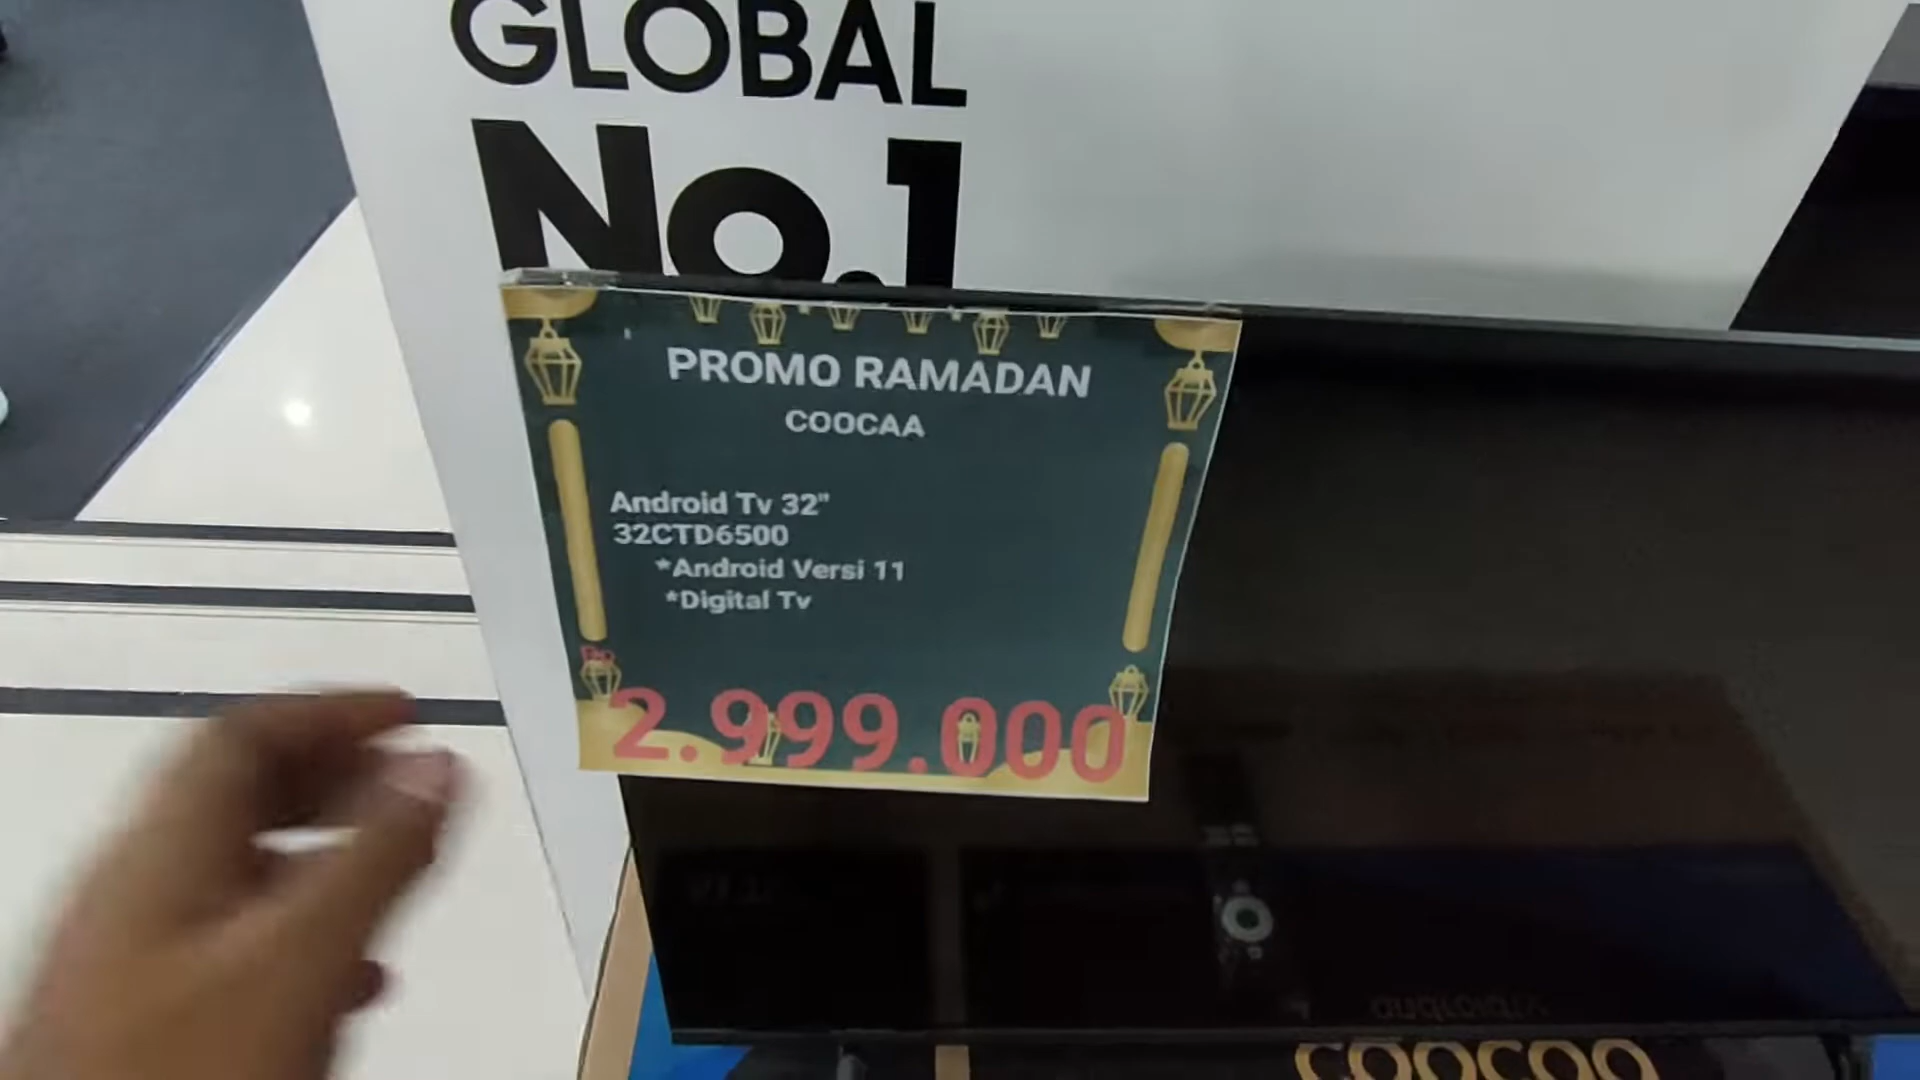 GLOBAL
No.1
PROMO RAMADAN
COOCAA
Android Tv 32"
32CTD6500
*Android Versi 11
*Digital Tv
Rp
2.999.000
androidtv
coocaa